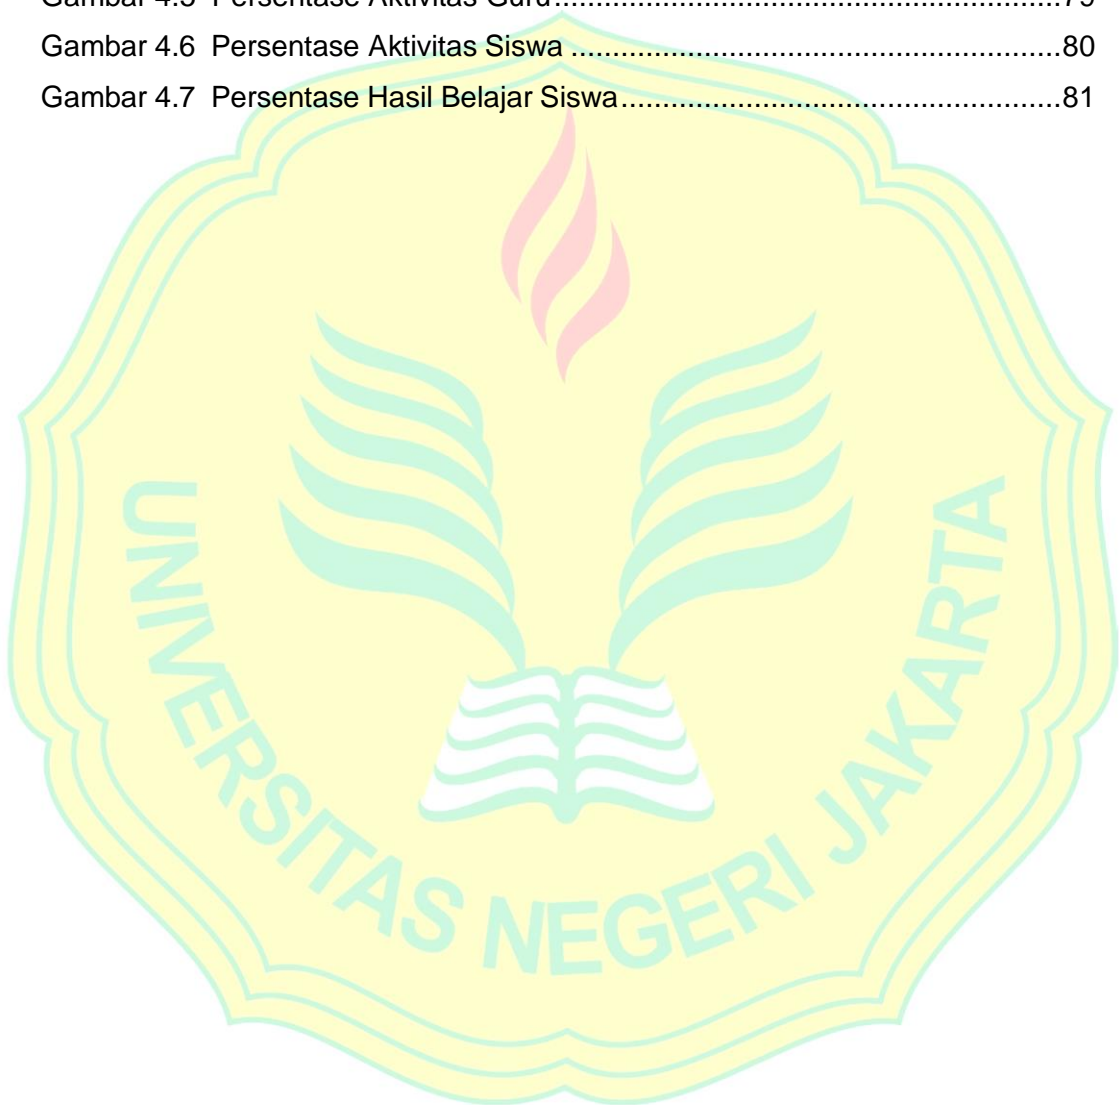 Gambar 4.5 Persentase Aktivitas Guru..............................................................79
Gambar 4.6 Persentase Aktivitas Siswa ............................................................80
Gambar 4.7 Persentase Hasil Belajar Siswa......................................................81
UNIVERSITAS NEGERI JAKARTA